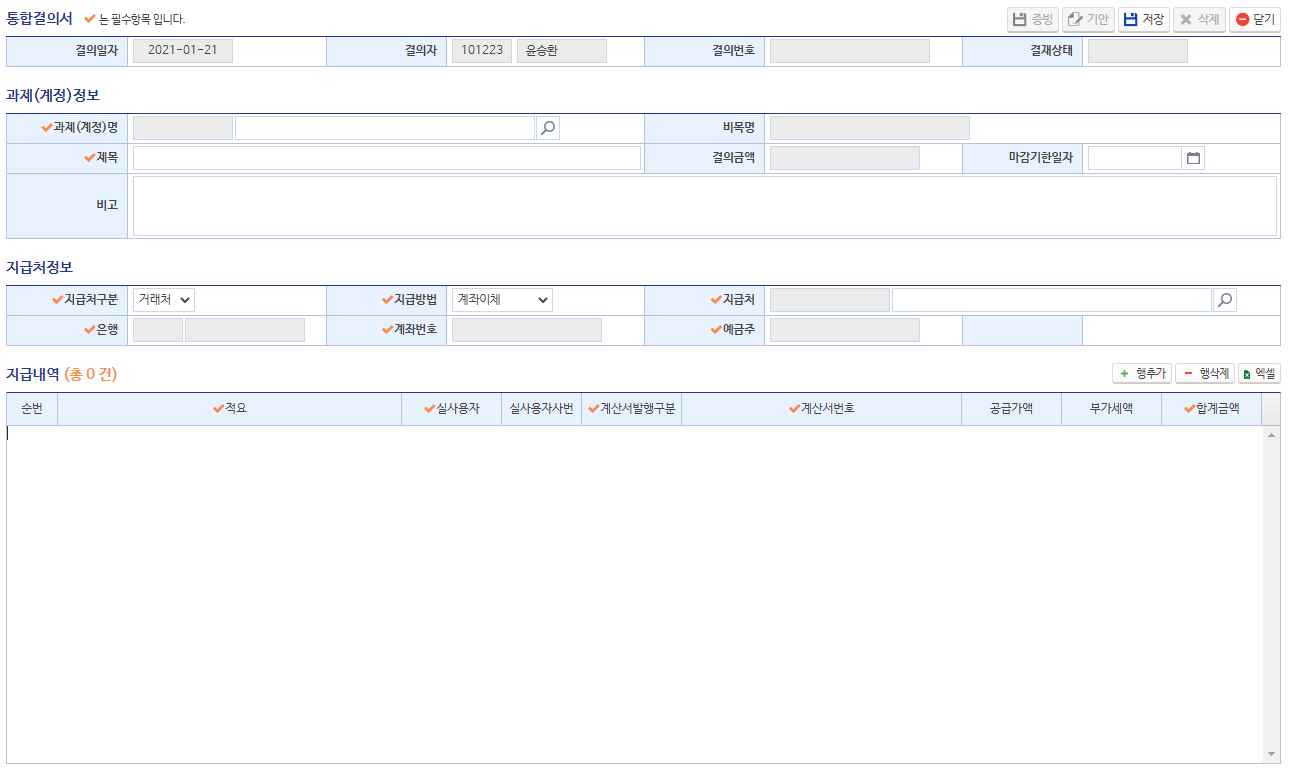 통합결의서 는 필수항목 입니다. 증빙 기안 저장 삭제 닫기
결의일자 2021-01-21 결의자 101223 윤승환 결의번호 결재상태
과제(계정)정보
과제(계정)명 비목명
제목 결의금액 마감기한일자
비고
지급처정보
지급처구분 거래처 지급방법 계좌이체 지급처
은행 계좌번호 예금주
지급내역 (총 0 건) 행추가 행삭제 엑셀
순번 적요 실사용자 실사용자사번 계산서발행구분 계산서번호 공급가액 부가세액 합계금액